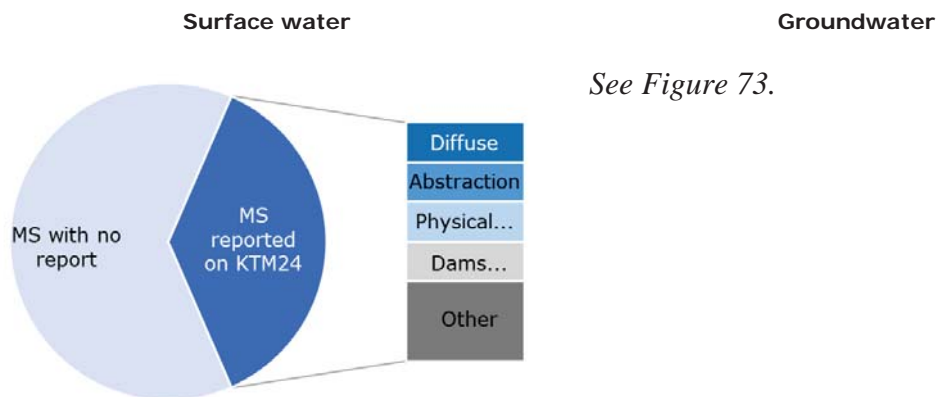 Surface water
Groundwater
See Figure 73.
MS with no
report
MS
reported
on KTM24
Diffuse
Abstraction
Physical...
Dams...
Other